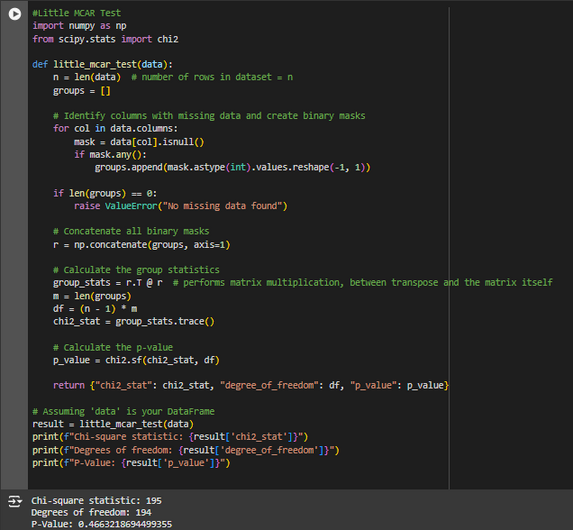 #Little MCAR Test
import numpy as np
from scipy.stats import chi2

def little_mcar_test(data):
    n = len(data)  # number of rows in dataset = n
    groups = []

    # Identify columns with missing data and create binary masks
    for col in data.columns:
        mask = data[col].isnull()
        if mask.any():
            groups.append(mask.astype(int).values.reshape(-1, 1))

    if len(groups) == 0:
        raise ValueError("No missing data found")

    # Concatenate all binary masks
    r = np.concatenate(groups, axis=1)

    # Calculate the group statistics
    group_stats = r.T @ r  # performs matrix multiplication, between transpose and the matrix itself
    m = len(groups)
    df = (n - 1) * m
    chi2_stat = group_stats.trace()

    # Calculate the p-value
    p_value = chi2.sf(chi2_stat, df)

    return {"chi2_stat": chi2_stat, "degree_of_freedom": df, "p_value": p_value}

# Assuming 'data' is your DataFrame
result = little_mcar_test(data)
print(f"Chi-square statistic: {result['chi2_stat']}")
print(f"Degrees of freedom: {result['degree_of_freedom']}")
print(f"P-Value: {result['p_value']}")

Chi-square statistic: 195
Degrees of freedom: 194
P-Value: 0.4663218694499355